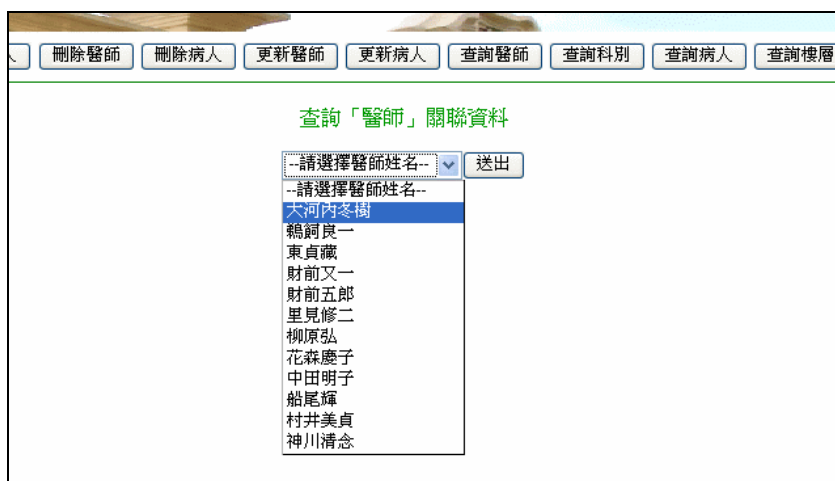 刪除醫師 刪除病人 更新醫師 更新病人 查詢醫師 查詢科別 查詢病人 查詢樓層
查詢「醫師」關聯資料
--請選擇醫師姓名-- 送出
--請選擇醫師姓名--
大河內冬樹
鵜飼良一
東貞藏
財前又一
財前五郎
里見修二
柳原弘
花森慶子
中田明子
船尾輝
村井美貞
神川清念